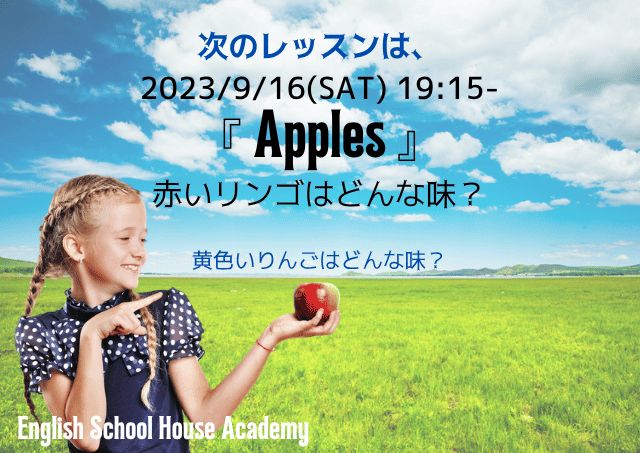 次のレッスンは、
2023/9/16(SAT) 19:15-
『 Apples 』
赤いリンゴはどんな味？
黄色いりんごはどんな味？
English School House Academy